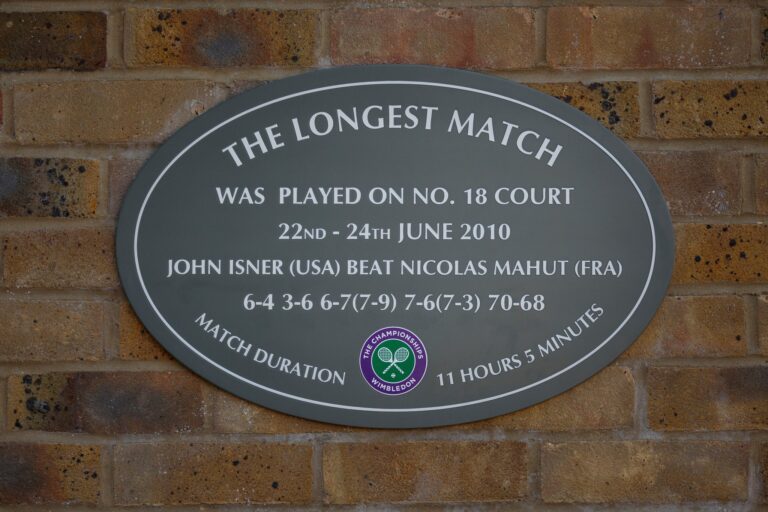 THE LONGEST MATCH
WAS PLAYED ON NO. 18 COURT
22ND - 24TH JUNE 2010
JOHN ISNER (USA) BEAT NICOLAS MAHUT (FRA)
6-4 3-6 6-7(7-9) 7-6(7-3) 70-68
MATCH DURATION 11 HOURS 5 MINUTES
THE CHAMPIONSHIPS
WIMBLEDON